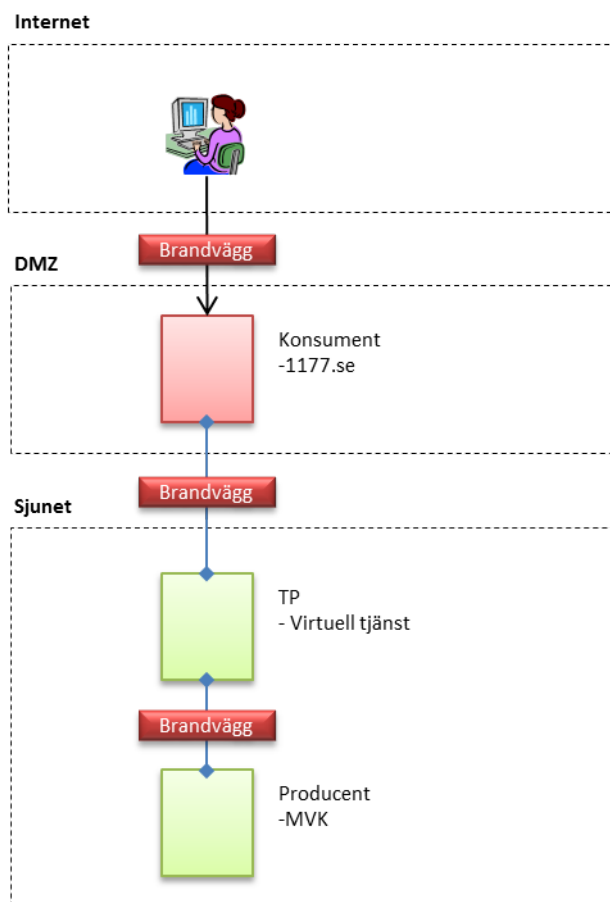 Internet
Brandvägg
DMZ
Konsument
-1177.se
Brandvägg
Sjunet
TP
- Virtuell tjänst
Brandvägg
Producent
-MVK